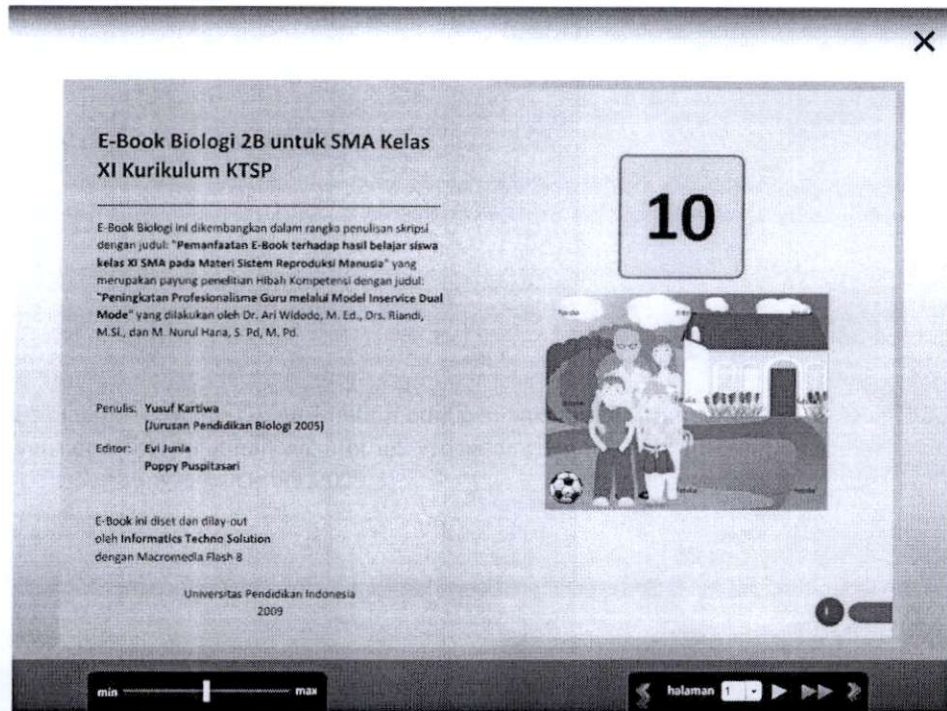 E-Book Biologi 2B untuk SMA Kelas
XI Kurikulum KTSP
E-Book Biologi ini dikembangkan dalam rangka penulisan skripsi
dengan judul: "Pemanfaatan E-Book terhadap hasil belajar siswa
kelas XI SMA pada Materi Sistem Reproduksi Manusia" yang
merupakan payung penelitian Hibah Kompetensi dengan judul:
"Peningkatan Profesionalisme Guru melalui Model Inservice Dual
Mode" yang dilakukan oleh Dr. Ari Widodo, M. Ed., Drs. Riandi,
M.Si., dan M. Nurul Hana, S. Pd, M. Pd.
Penulis: Yusuf Kartiwa
(Jurusan Pendidikan Biologi 2005)
Editor: Evi Junia
Poppy Puspitasari
E-Book ini diset dan dilay-out
oleh Informatics Techno Solution
dengan Macromedia Flash 8
Universitas Pendidikan Indonesia
2009
10
min max
halaman 1